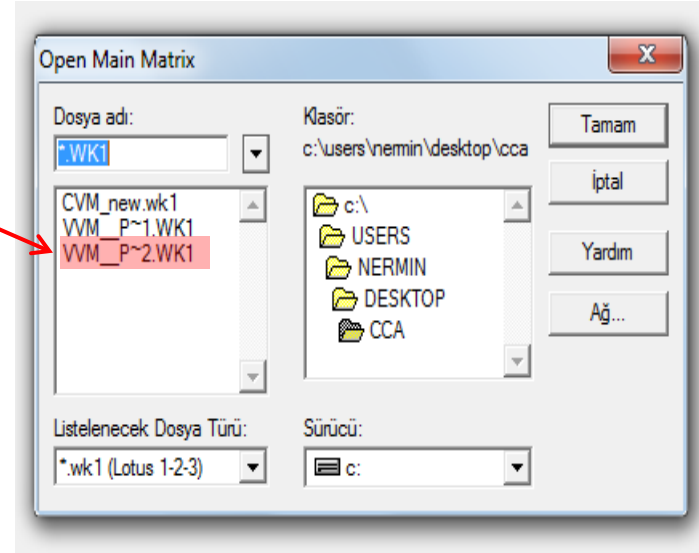 Open Main Matrix
x
Dosya adı:
*.WK1
CVM_new.wk1
VVM__P~1.WK1
VVM__P~2.WK1
Listelenecek Dosya Türü:
*.wk1 (Lotus 1-2-3)
Klasör:
c:\users\nermin\desktop\cca
c:\
USERS
NERMIN
DESKTOP
CCA
Sürücü:
c:
Tamam
İptal
Yardım
Ağ...